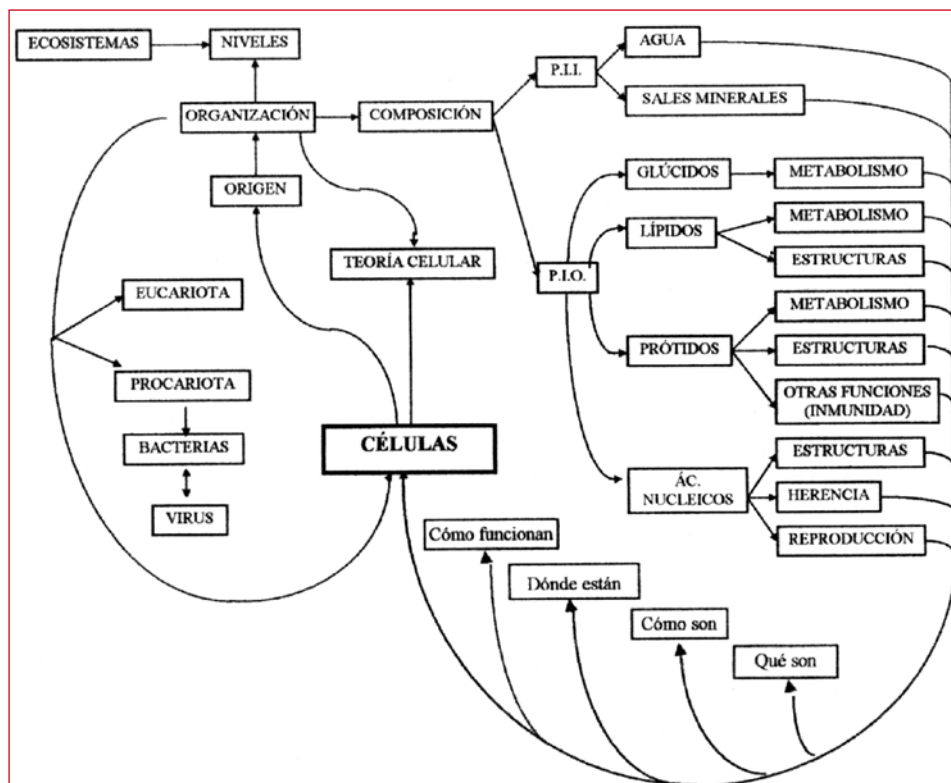 ECOSISTEMAS
NIVELES
ORGANIZACIÓN
COMPOSICIÓN
ORIGEN
TEORÍA CELULAR
EUCARIOTA
PROCARIOTA
BACTERIAS
VIRUS
CÉLULAS
P.I.I.
AGUA
SALES MINERALES
P.I.O.
GLÚCIDOS
METABOLISMO
LÍPIDOS
METABOLISMO
ESTRUCTURAS
PRÓTIDOS
METABOLISMO
ESTRUCTURAS
OTRAS FUNCIONES
(INMUNIDAD)
ÁC.
NUCLEICOS
ESTRUCTURAS
HERENCIA
REPRODUCCIÓN
Cómo funcionan
Dónde están
Cómo son
Qué son